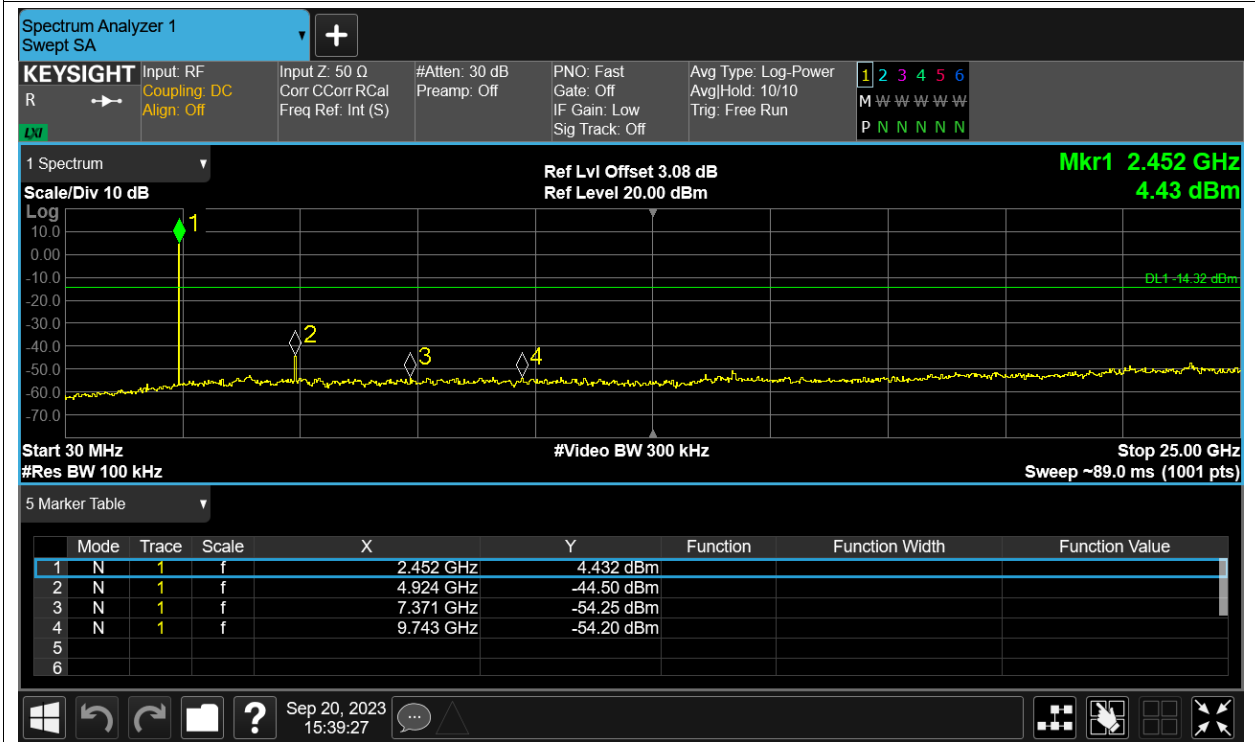 Spectrum Analyzer 1
Swept SA
KEYSIGHT
R
LXI
Input: RF
Coupling: DC
Align: Off
Input Z: 50 Ω
Corr CCorr RCal
Freq Ref: Int (S)
#Atten: 30 dB
Preamp: Off
PNO: Fast
Gate: Off
IF Gain: Low
Sig Track: Off
Avg Type: Log-Power
Avg|Hold: 10/10
Trig: Free Run
1 2 3 4 5 6
M W W W W W
P N N N N N
1 Spectrum
Scale/Div 10 dB
Ref Lvl Offset 3.08 dB
Ref Level 20.00 dBm
Mkr1 2.452 GHz
4.43 dBm
Log
10.0
0.00
-10.0
-20.0
-30.0
-40.0
-50.0
-60.0
-70.0
1
2
3
4
DL1 -14.32 dBm
Start 30 MHz
#Res BW 100 kHz
#Video BW 300 kHz
Stop 25.00 GHz
Sweep ~89.0 ms (1001 pts)
5 Marker Table
Mode Trace Scale X Y Function Function Width Function Value
1 N 1 f 2.452 GHz 4.432 dBm
2 N 1 f 4.924 GHz -44.50 dBm
3 N 1 f 7.371 GHz -54.25 dBm
4 N 1 f 9.743 GHz -54.20 dBm
5
6
?
Sep 20, 2023
15:39:27